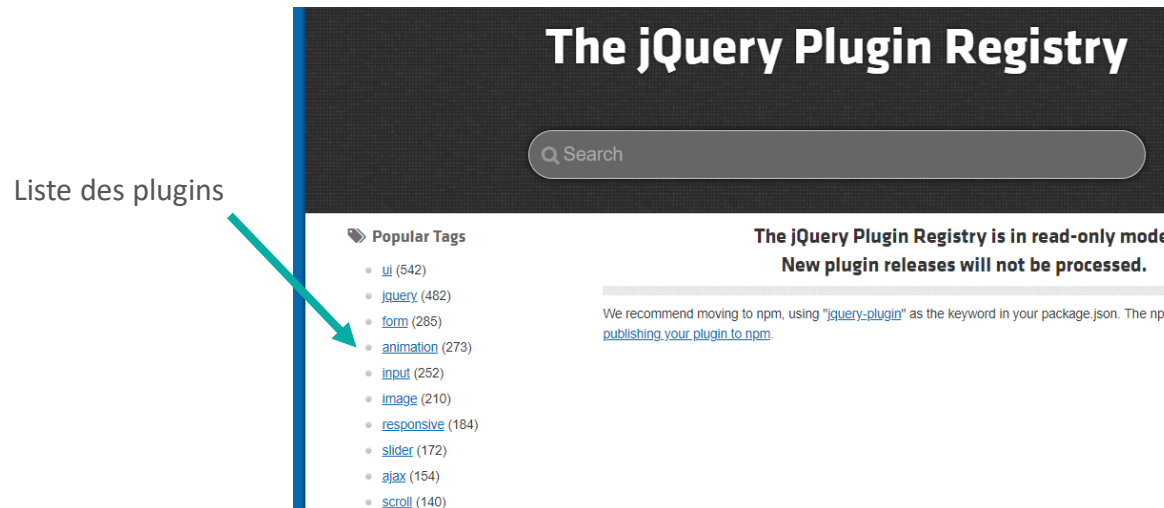 The jQuery Plugin Registry
Search
Liste des plugins
Popular Tags
ui (542)
jquery (482)
form (285)
animation (273)
input (252)
image (210)
responsive (184)
slider (172)
ajax (154)
scroll (140)
The jQuery Plugin Registry is in read-only mode
New plugin releases will not be processed.
We recommend moving to npm, using "jquery-plugin" as the keyword in your package.json. The np
publishing your plugin to npm.